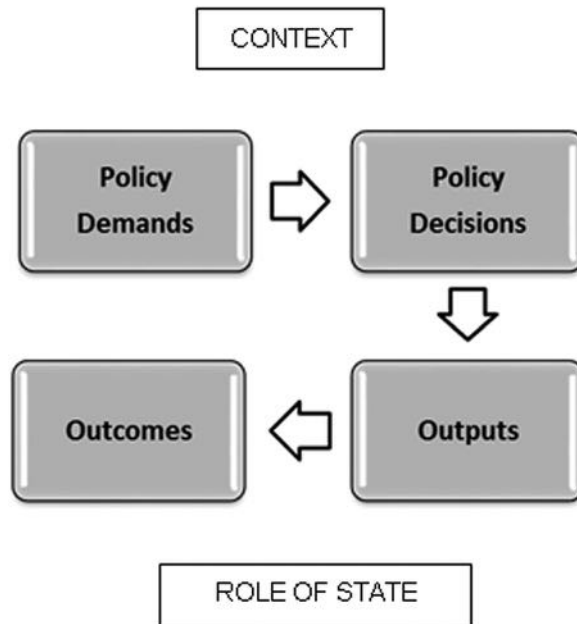 CONTEXT
Policy
Demands
Policy
Decisions
Outcomes
Outputs
ROLE OF STATE